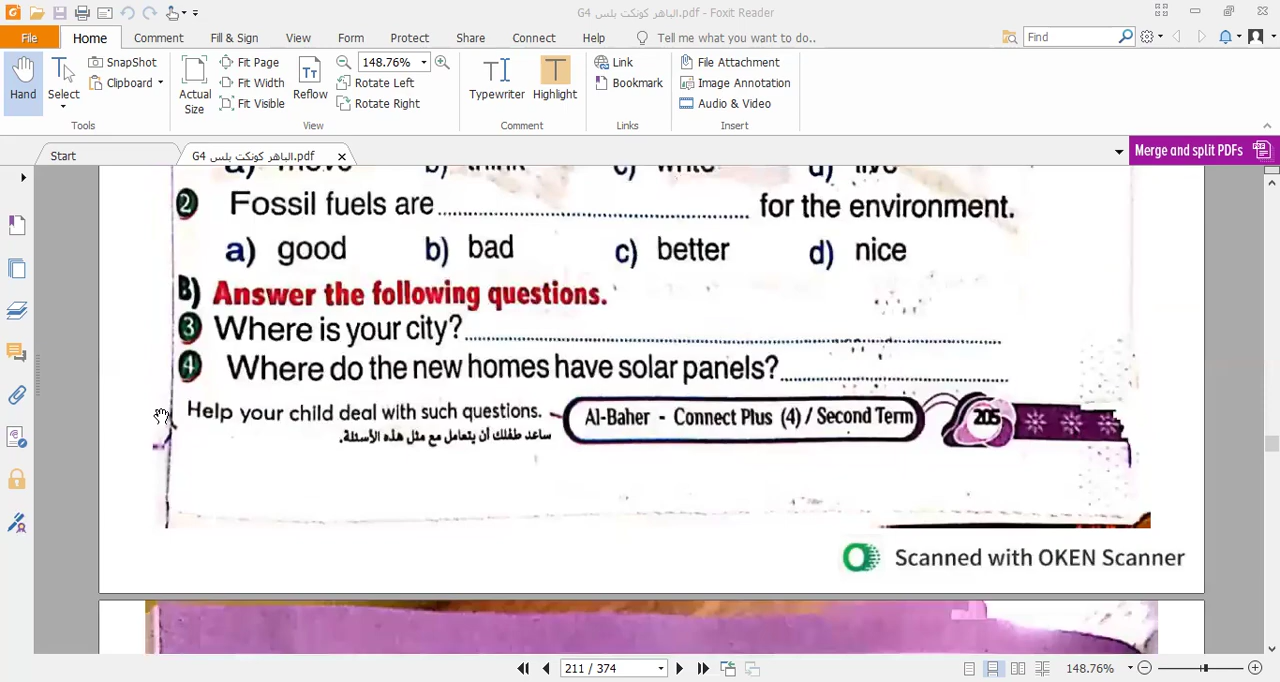 G4 الباهر كونكت بلس.pdf - Foxit Reader
File Home Comment Fill & Sign View Form Protect Share Connect Help Tell me what you want to do.. Find
Hand
Select
SnapShot
Clipboard
Tools
Actual Size
Fit Page
Fit Width
Fit Visible
Reflow
Rotate Left
Rotate Right
148.76%
View
Typewriter
Highlight
Comment
Link
Bookmark
Links
File Attachment
Image Annotation
Audio & Video
Insert
Start
G4 الباهر كونكت بلس.pdf
Merge and split PDFs
a) move b) think c) write d) live
2 Fossil fuels are........................ for the environment.
a) good b) bad c) better d) nice
B) Answer the following questions.
3 Where is your city?........................
4 Where do the new homes have solar panels?........................
Help your child deal with such questions.
ساعد طفلك أن يتعامل مع مثل هذه الأسئلة.
Al-Baher - Connect Plus (4) / Second Term
205
Scanned with OKEN Scanner
211 / 374
148.76%